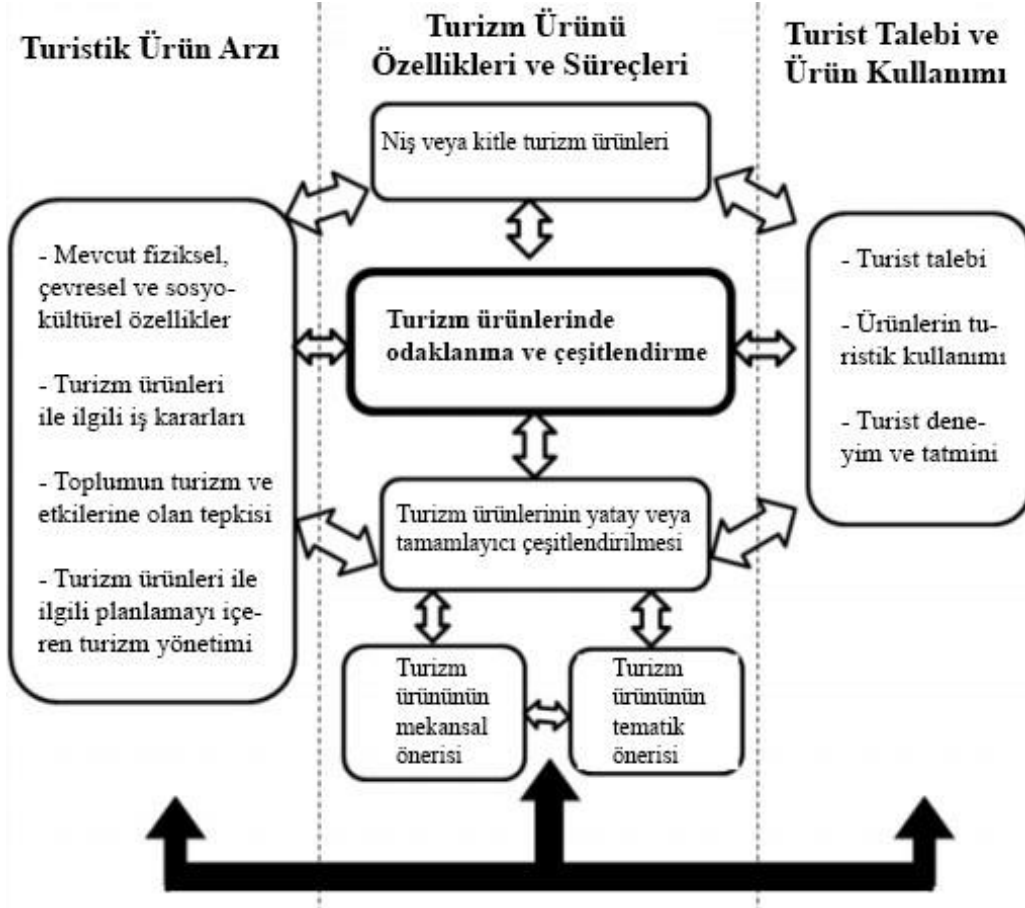 Turistik Ürün Arzı
Turizm Ürünü
Özellikleri ve Süreçleri
Turist Talebi ve
Ürün Kullanımı
Niş veya kitle turizm ürünleri
- Mevcut fiziksel,
çevresel ve sosyo-
kültürel özellikler
- Turizm ürünleri
ile ilgili iş kararları
- Toplumun turizm ve
etkilerine olan tepkisi
- Turizm ürünleri ile
ilgili planlamayı içe-
ren turizm yönetimi
Turizm ürünlerinde
odaklanma ve çeşitlendirme
Turizm ürünlerinin yatay veya
tamamlayıcı çeşitlendirilmesi
Turizm
ürününün
mekansal
önerisi
Turizm
ürününün
tematik
önerisi
- Turist talebi
- Ürünlerin tu-
ristik kullanımı
- Turist dene-
yim ve tatmini